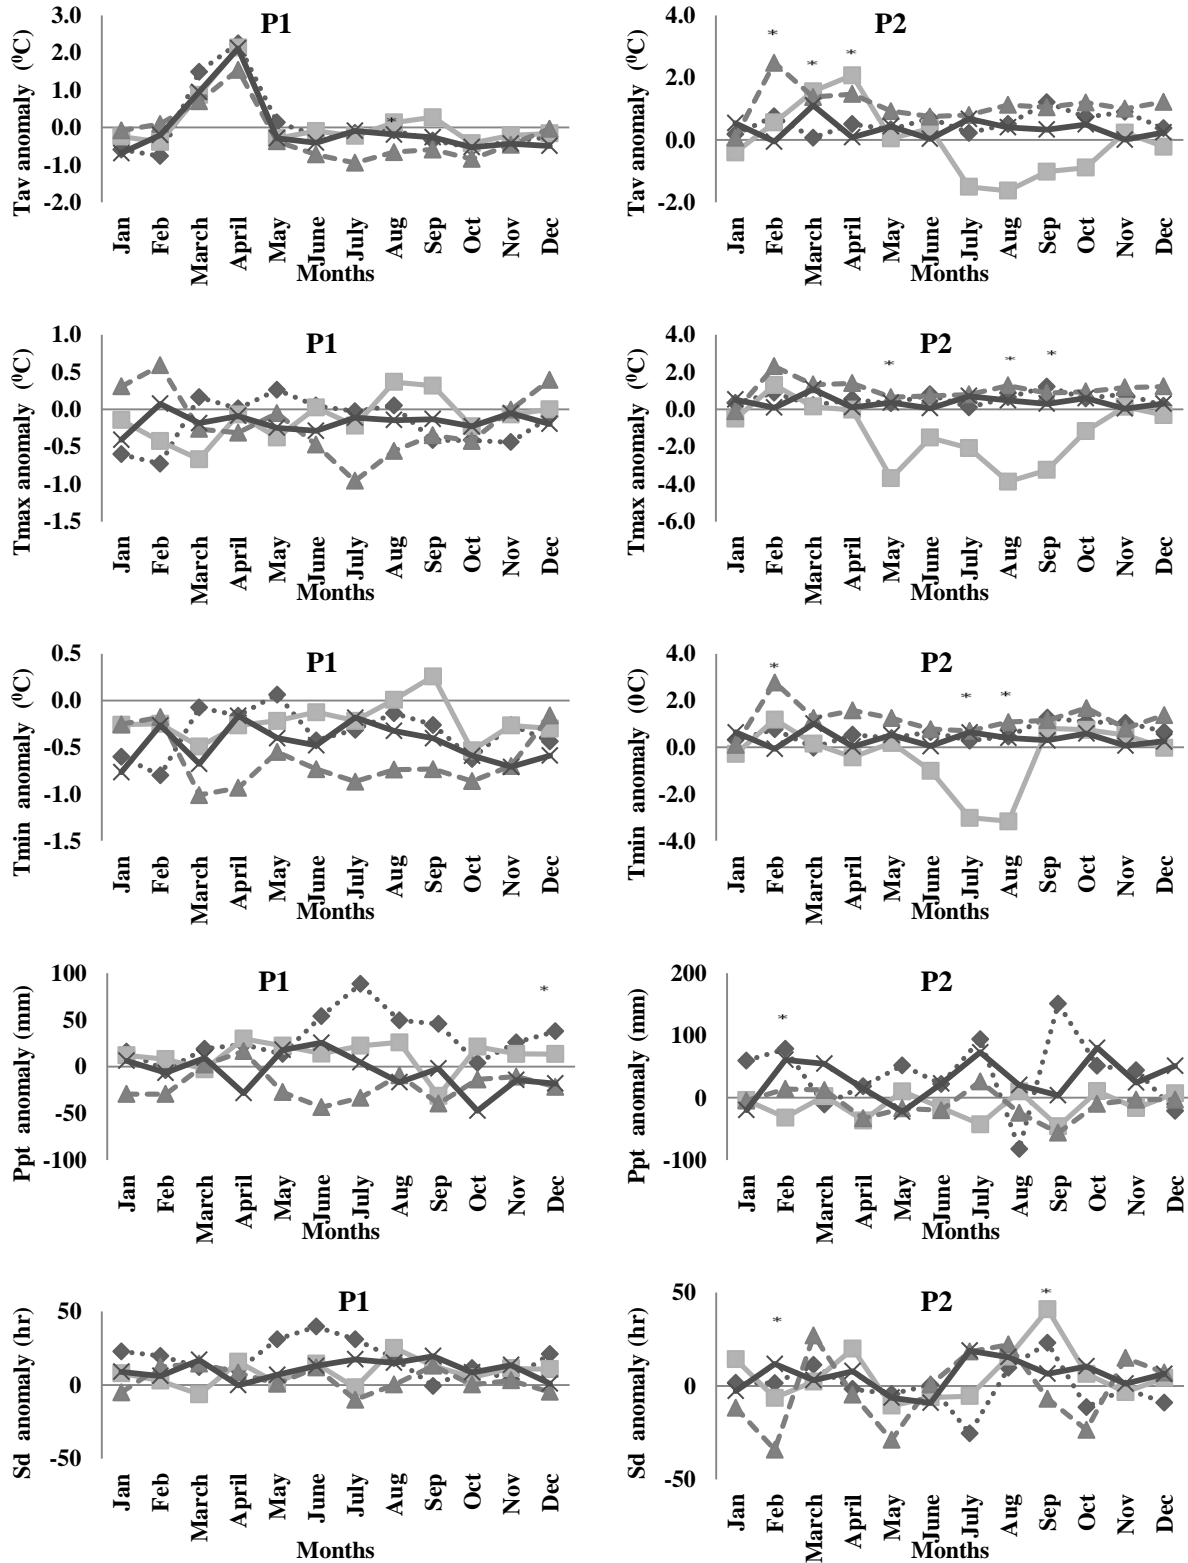 P1
Tav anomaly (⁰C)
3.0
2.0
1.0
0.0
-1.0
-2.0
*
Jan Feb March April May June July Aug Sep Oct Nov Dec
Months
P2
Tav anomaly (⁰C)
4.0
2.0
0.0
-2.0
* * *
Jan Feb March April May June July Aug Sep Oct Nov Dec
Months
P1
Tmax anomaly (⁰C)
1.0
0.5
0.0
-0.5
-1.0
-1.5
Jan Feb March April May June July Aug Sep Oct Nov Dec
Months
P2
Tmax anomaly (⁰C)
4.0
2.0
0.0
-2.0
-4.0
-6.0
* * *
Jan Feb March April May June July Aug Sep Oct Nov Dec
Months
P1
Tmin anomaly (⁰C)
0.5
0.0
-0.5
-1.0
-1.5
Jan Feb March April May June July Aug Sep Oct Nov Dec
Months
P2
Tmin anomaly (0C)
4.0
2.0
0.0
-2.0
-4.0
* * *
Jan Feb March April May June July Aug Sep Oct Nov Dec
Months
P1
Ppt anomaly (mm)
100
50
0
-50
-100
*
Jan Feb March April May June July Aug Sep Oct Nov Dec
Months
P2
Ppt anomaly (mm)
200
100
0
-100
*
Jan Feb March April May June July Aug Sep Oct Nov Dec
Months
P1
Sd anomaly (hr)
50
0
-50
Jan Feb March April May June July Aug Sep Oct Nov Dec
Months
P2
Sd anomaly (hr)
50
0
-50
* *
Jan Feb March April May June July Aug Sep Oct Nov Dec
Months